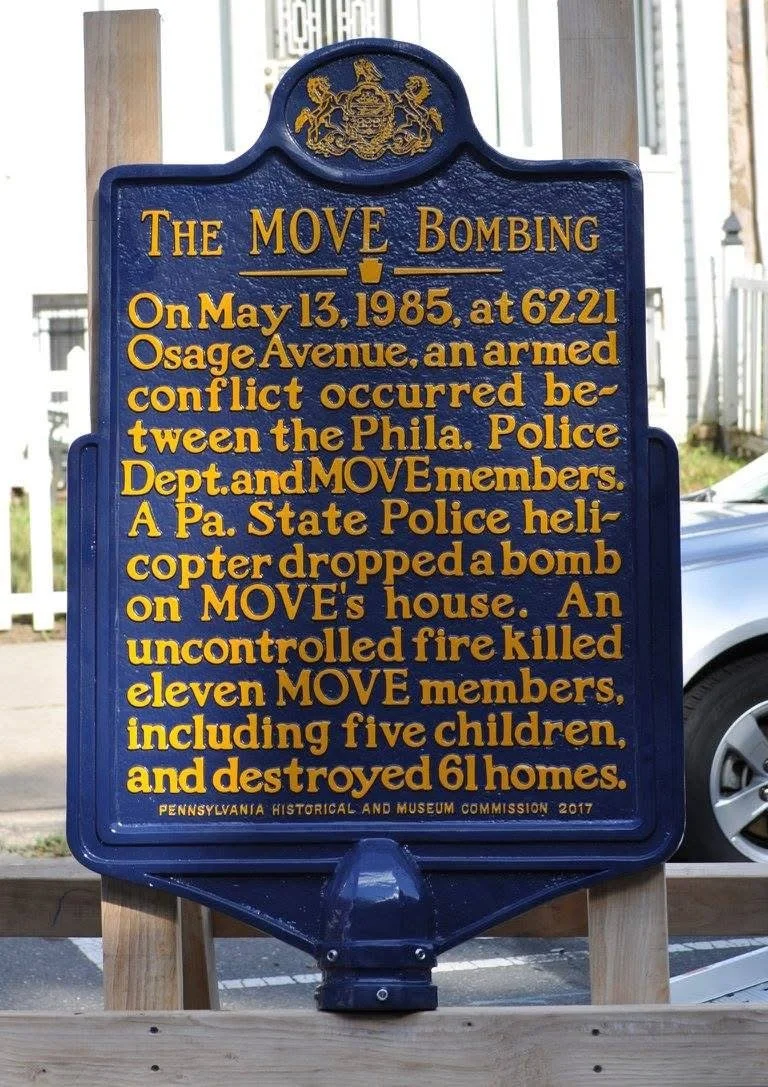 THE MOVE BOMBING
On May 13, 1985, at 6221
Osage Avenue, an armed
conflict occurred be-
tween the Phila. Police
Dept. and MOVE members.
A Pa. State Police heli-
copter dropped a bomb
on MOVE's house. An
uncontrolled fire killed
eleven MOVE members,
including five children,
and destroyed 61 homes.
PENNSYLVANIA HISTORICAL AND MUSEUM COMMISSION 2017